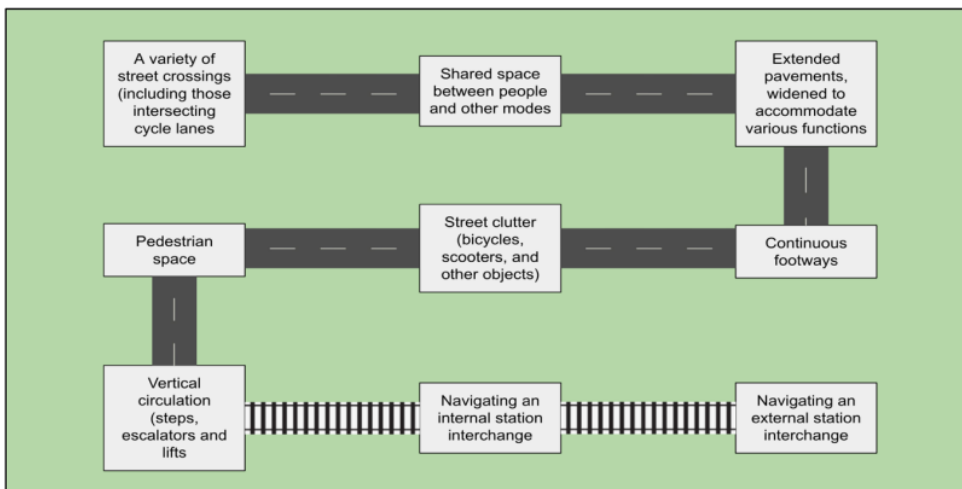 A variety of
street crossings
(including those
intersecting
cycle lanes
Shared space
between people
and other modes
Extended
pavements,
widened to
accommodate
various functions
Pedestrian
space
Street clutter
(bicycles,
scooters, and
other objects)
Continuous
footways
Vertical
circulation
(steps,
escalators and
lifts
Navigating an
internal station
interchange
Navigating an
external station
interchange